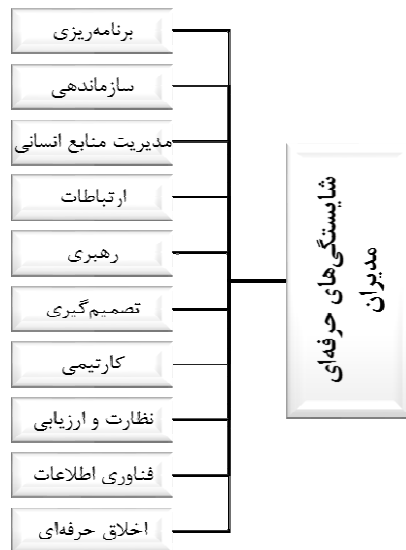 شایستگی‌های حرفه‌ای
مدیران
برنامه‌ریزی
سازماندهی
مدیریت منابع انسانی
ارتباطات
رهبری
تصمیم‌گیری
کارتیمی
نظارت و ارزیابی
فناوری اطلاعات
اخلاق حرفه‌ای